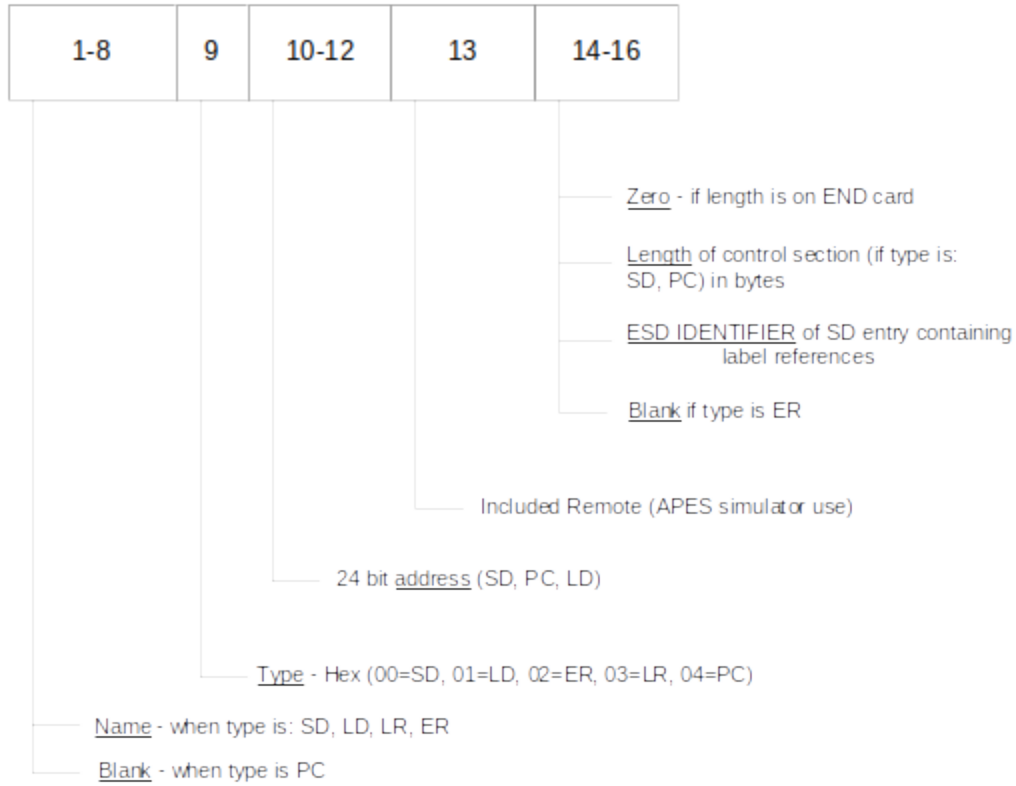 1-8 9 10-12 13 14-16
Zero - if length is on END card
Length of control section (if type is:
SD, PC) in bytes
ESD IDENTIFIER of SD entry containing
label references
Blank if type is ER
Included Remote (APES simulator use)
24 bit address (SD, PC, LD)
Type - Hex (00=SD, 01=LD, 02=ER, 03=LR, 04=PC)
Name - when type is: SD, LD, LR, ER
Blank - when type is PC